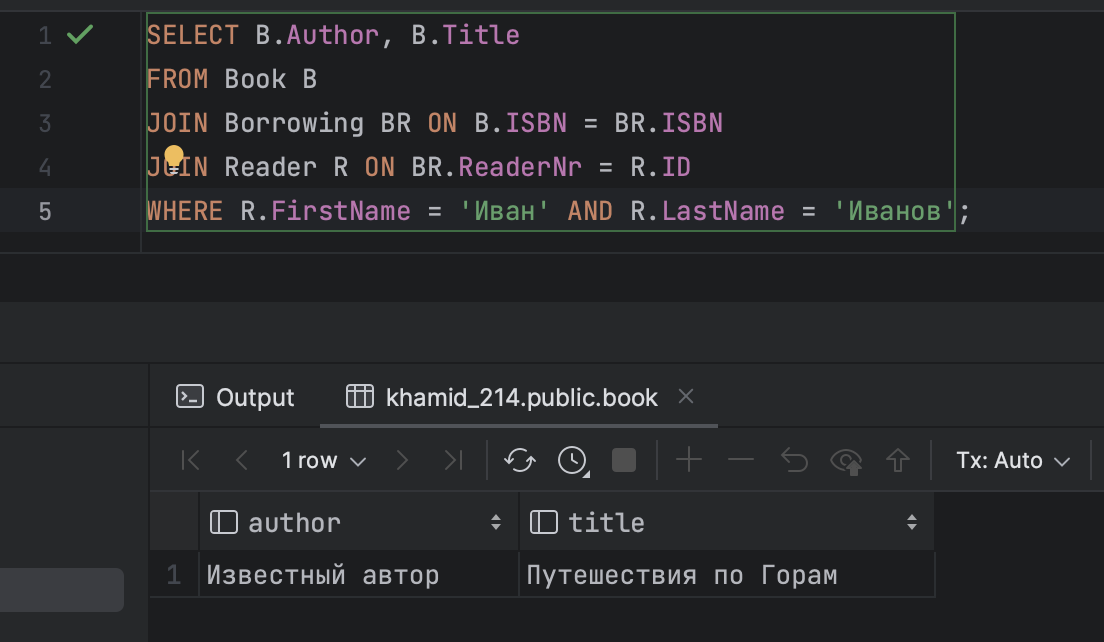 1 SELECT B.Author, B.Title
2 FROM Book B
3 JOIN Borrowing BR ON B.ISBN = BR.ISBN
4 JOIN Reader R ON BR.ReaderNr = R.ID
5 WHERE R.FirstName = 'Иван' AND R.LastName = 'Иванов';
Output khamid_214.public.book
1 row Tx: Auto
author title
1 Известный автор Путешествия по Горам